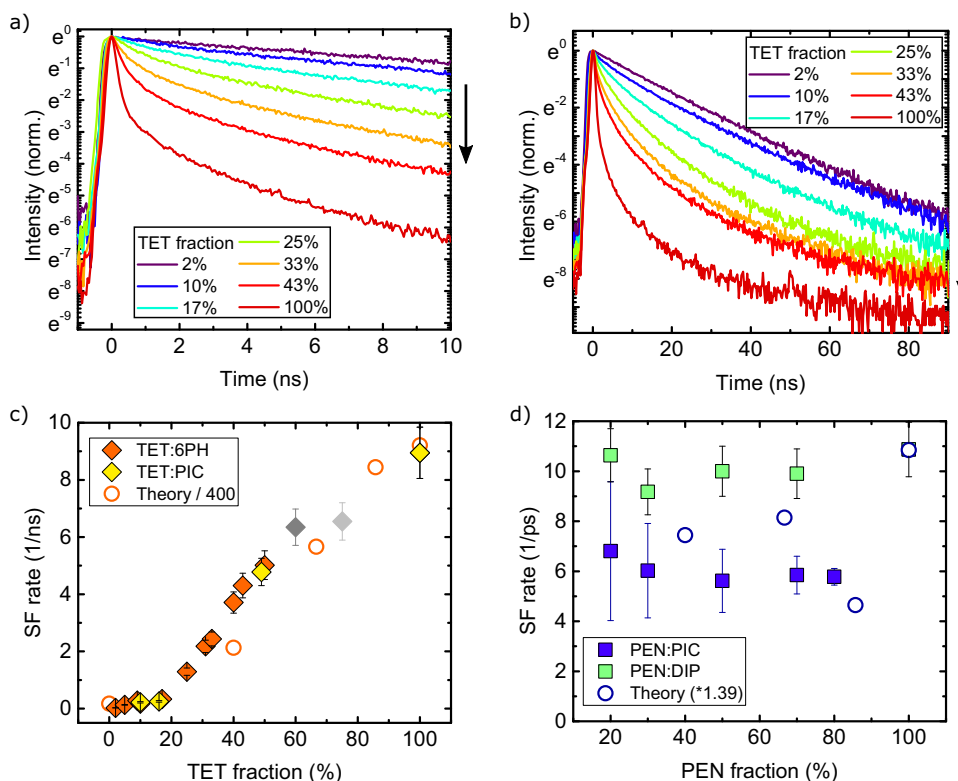 a)
e⁰
e⁻¹
e⁻²
e⁻³
e⁻⁴
e⁻⁵
e⁻⁶
e⁻⁷
e⁻⁸
e⁻⁹
Intensity (norm.)
TET fraction
2%
10%
17%
25%
33%
43%
100%
0 2 4 6 8 10
Time (ns)
b)
e⁰
e⁻²
e⁻⁴
e⁻⁶
e⁻⁸
Intensity (norm.)
TET fraction
2%
10%
17%
25%
33%
43%
100%
0 20 40 60 80
Time (ns)
c)
10
8
6
4
2
0
SF rate (1/ns)
TET:6PH
TET:PIC
Theory / 400
0 20 40 60 80 100
TET fraction (%)
d)
12
10
8
6
4
2
0
SF rate (1/ps)
PEN:PIC
PEN:DIP
Theory (*1.39)
20 40 60 80 100
PEN fraction (%)